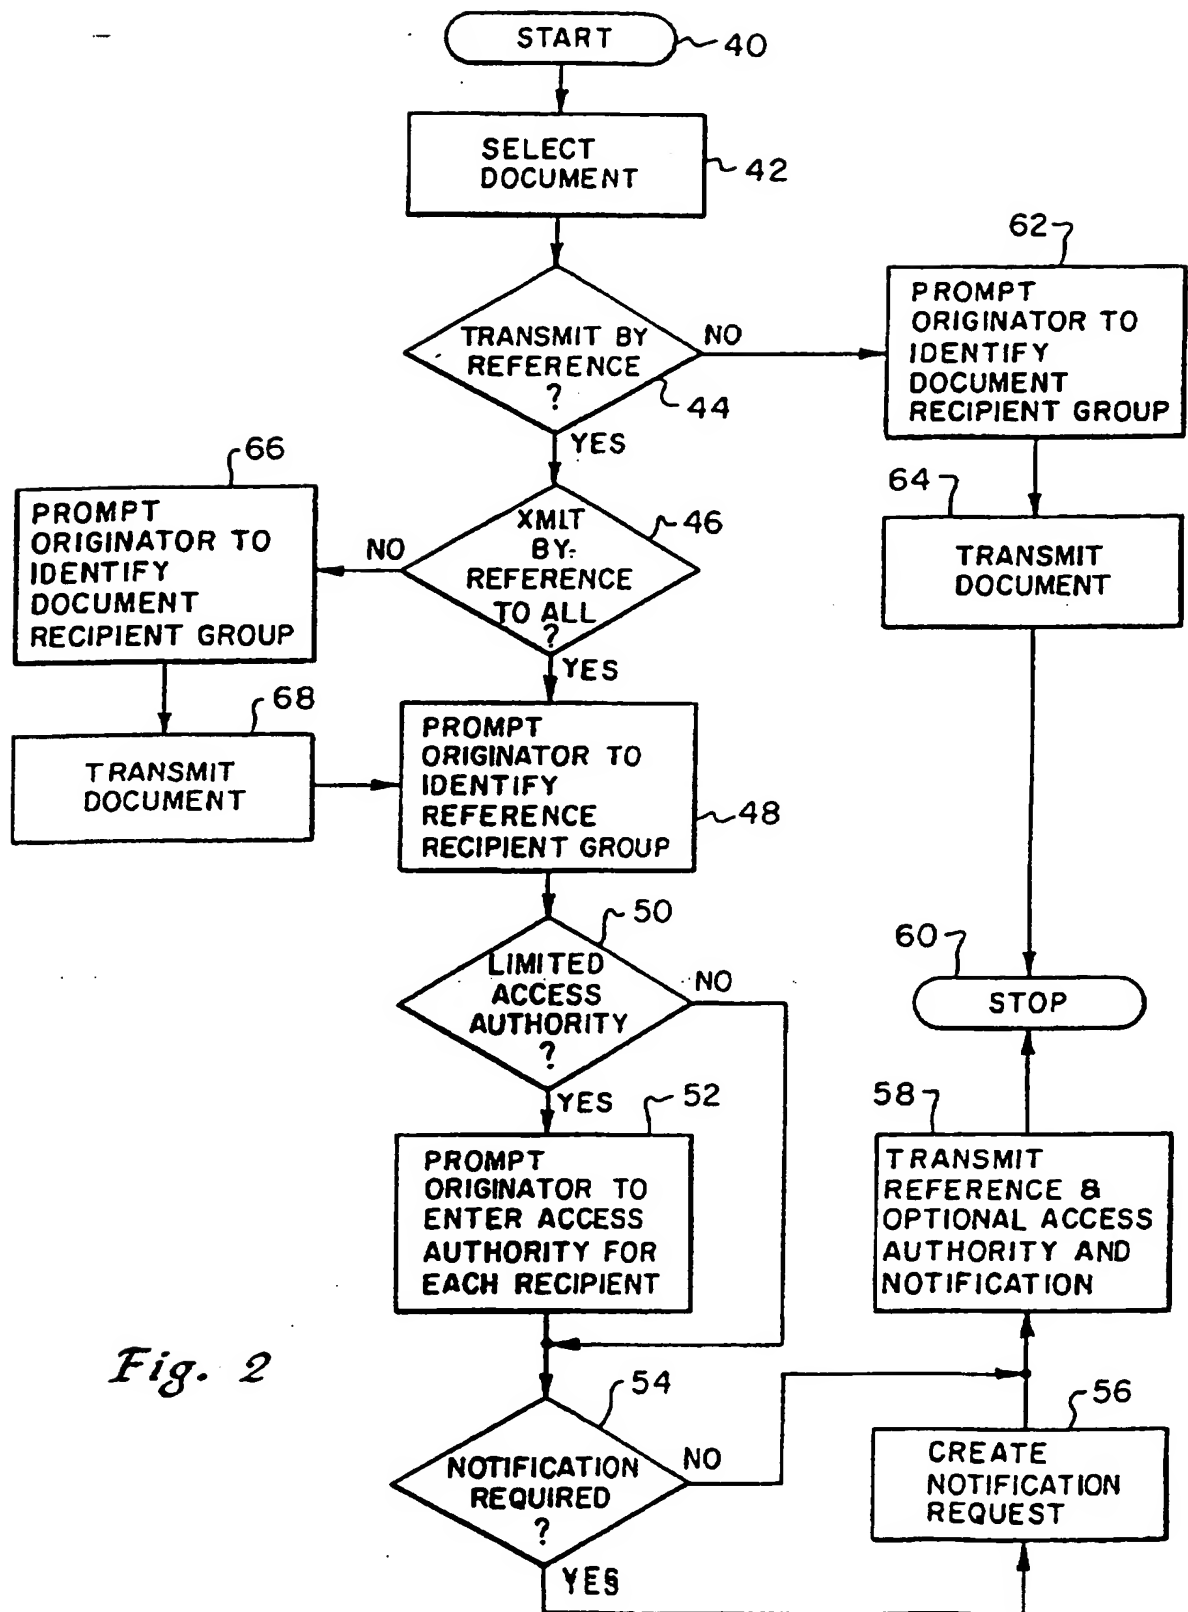 START
40
SELECT
DOCUMENT
42
TRANSMIT BY
REFERENCE
?
44
NO
YES
62
PROMPT
ORIGINATOR TO
IDENTIFY
DOCUMENT
RECIPIENT GROUP
64
TRANSMIT
DOCUMENT
XMIT
BY
REFERENCE
TO ALL
?
46
NO
YES
66
PROMPT
ORIGINATOR TO
IDENTIFY
DOCUMENT
RECIPIENT GROUP
68
TRANSMIT
DOCUMENT
PROMPT
ORIGINATOR TO
IDENTIFY
REFERENCE
RECIPIENT GROUP
48
50
LIMITED
ACCESS
AUTHORITY
?
NO
YES
60
STOP
52
PROMPT
ORIGINATOR TO
ENTER ACCESS
AUTHORITY FOR
EACH RECIPIENT
58
TRANSMIT
REFERENCE &
OPTIONAL ACCESS
AUTHORITY AND
NOTIFICATION
Fig. 2
54
NOTIFICATION
REQUIRED
?
NO
YES
56
CREATE
NOTIFICATION
REQUEST